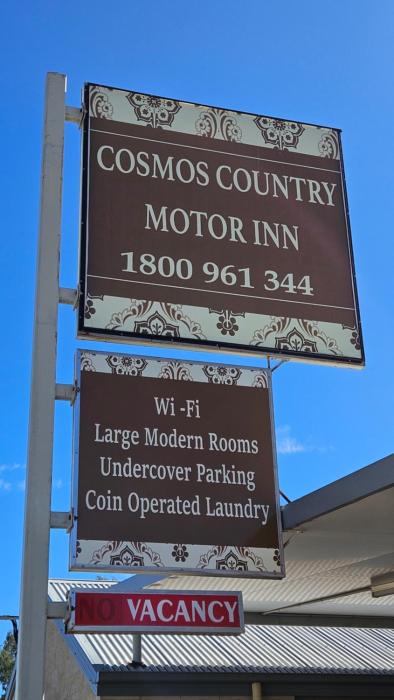 COSMOS COUNTRY
MOTOR INN
1800 961 344
Wi -Fi
Large Modern Rooms
Undercover Parking
Coin Operated Laundry
NO VACANCY